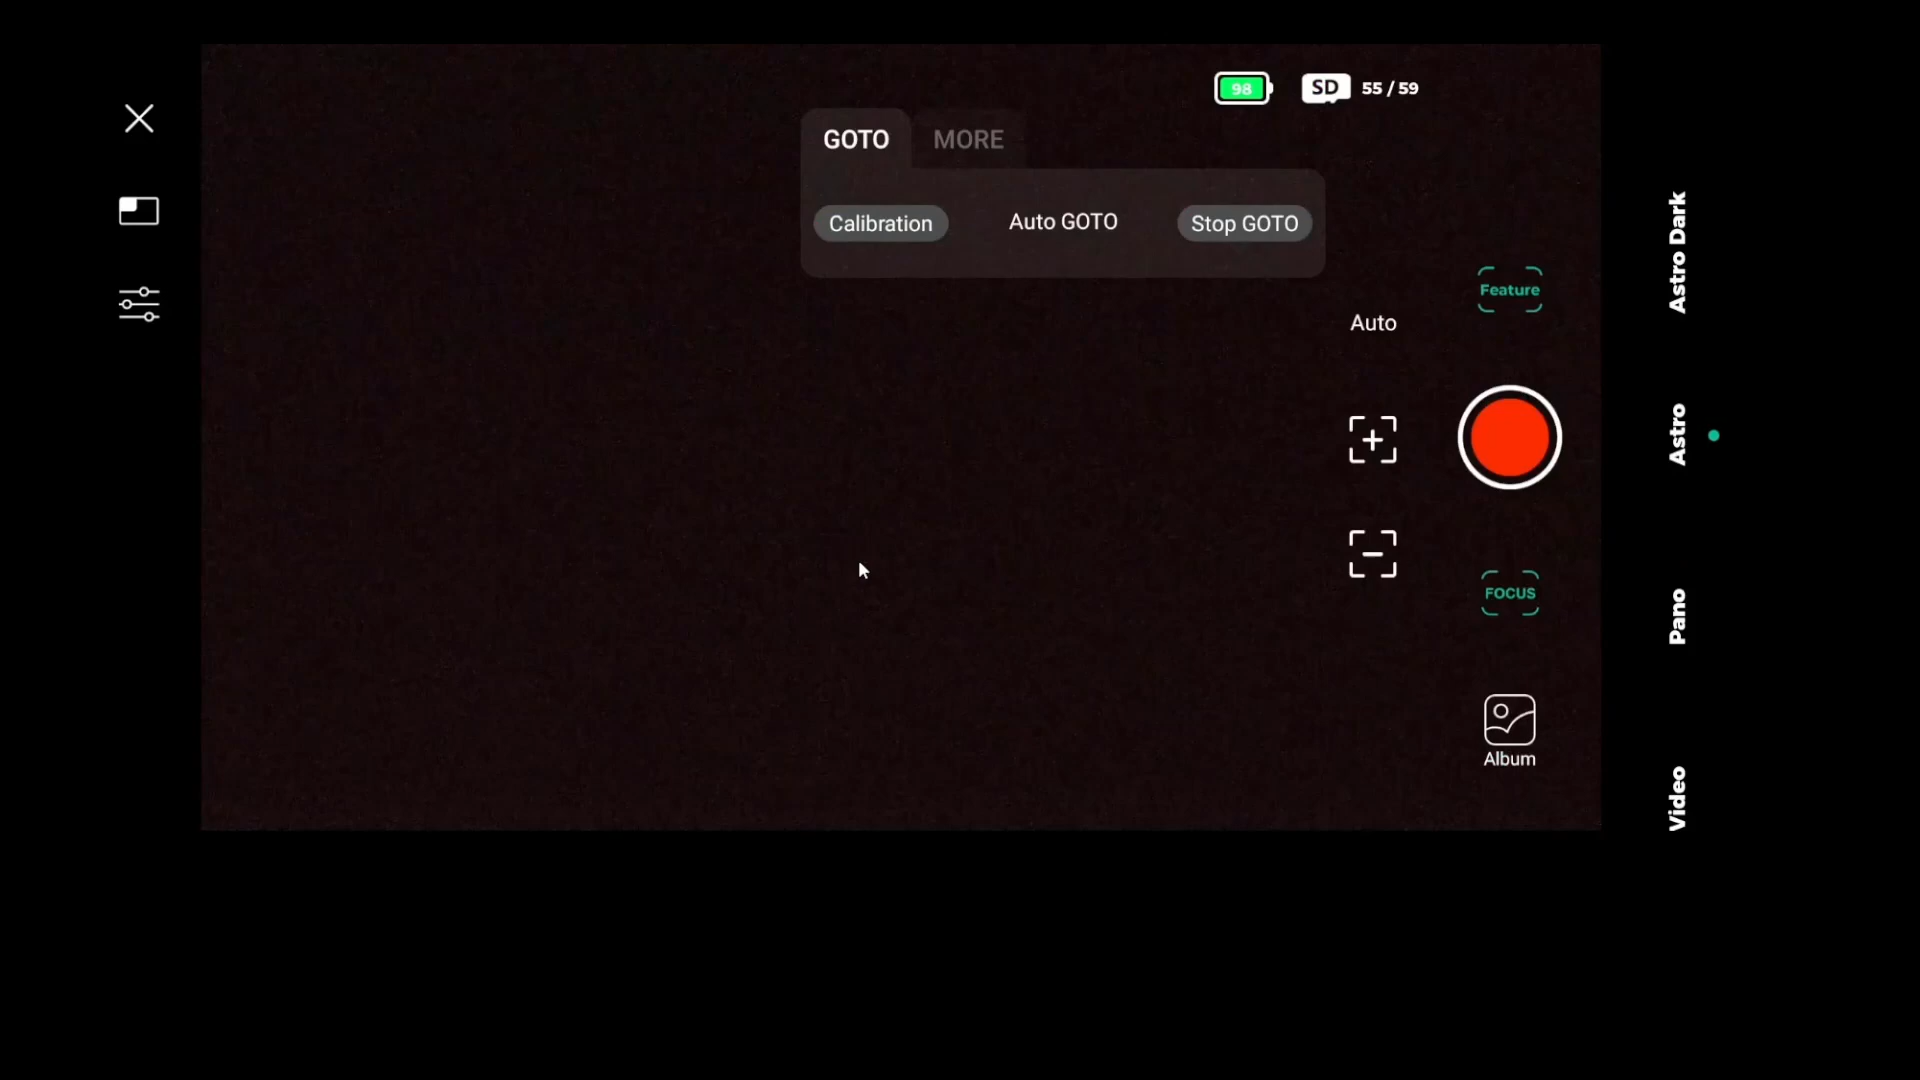 98
SD 55 / 59
GOTO MORE
Calibration Auto GOTO Stop GOTO
Feature
Auto
FOCUS
Album
Astro Dark
Astro
Pano
Video